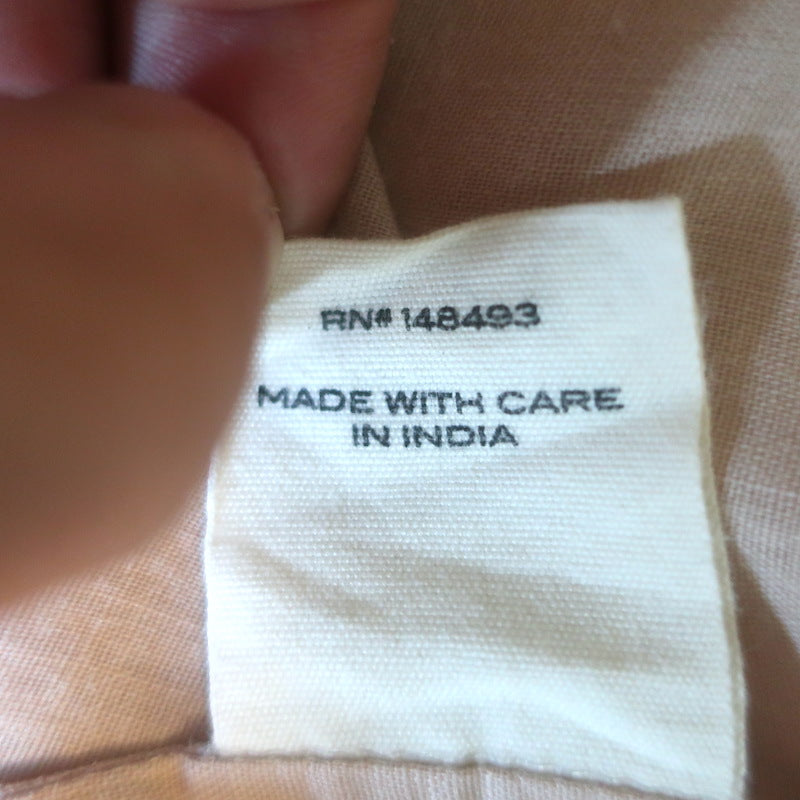 RN# 148493
MADE WITH CARE
IN INDIA